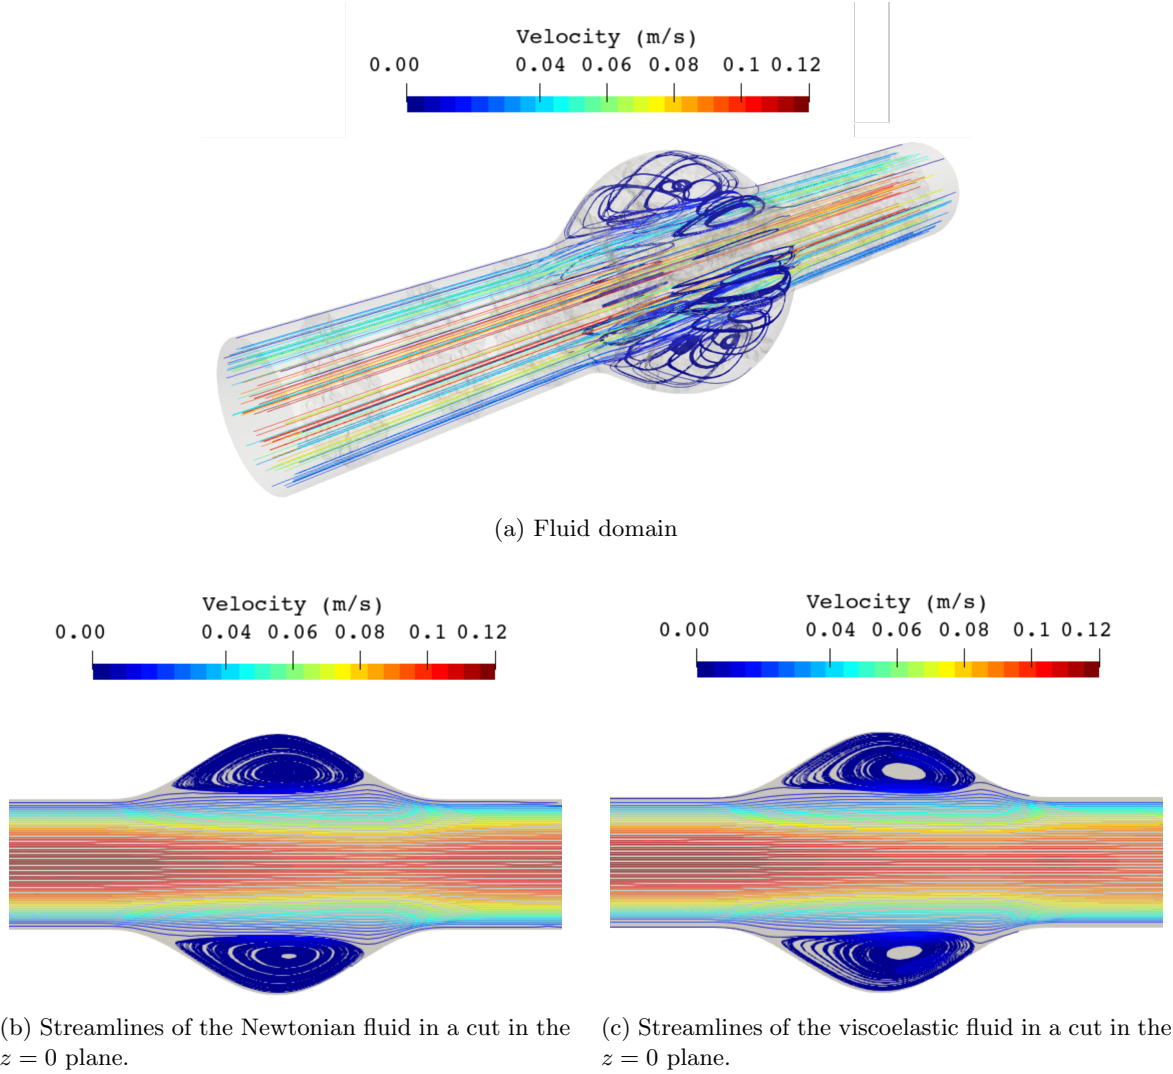 Velocity (m/s)
0.00 0.04 0.06 0.08 0.1 0.12
(a) Fluid domain
Velocity (m/s)
0.00 0.04 0.06 0.08 0.1 0.12
(b) Streamlines of the Newtonian fluid in a cut in the
z = 0 plane.
Velocity (m/s)
0.00 0.04 0.06 0.08 0.1 0.12
(c) Streamlines of the viscoelastic fluid in a cut in the
z = 0 plane.